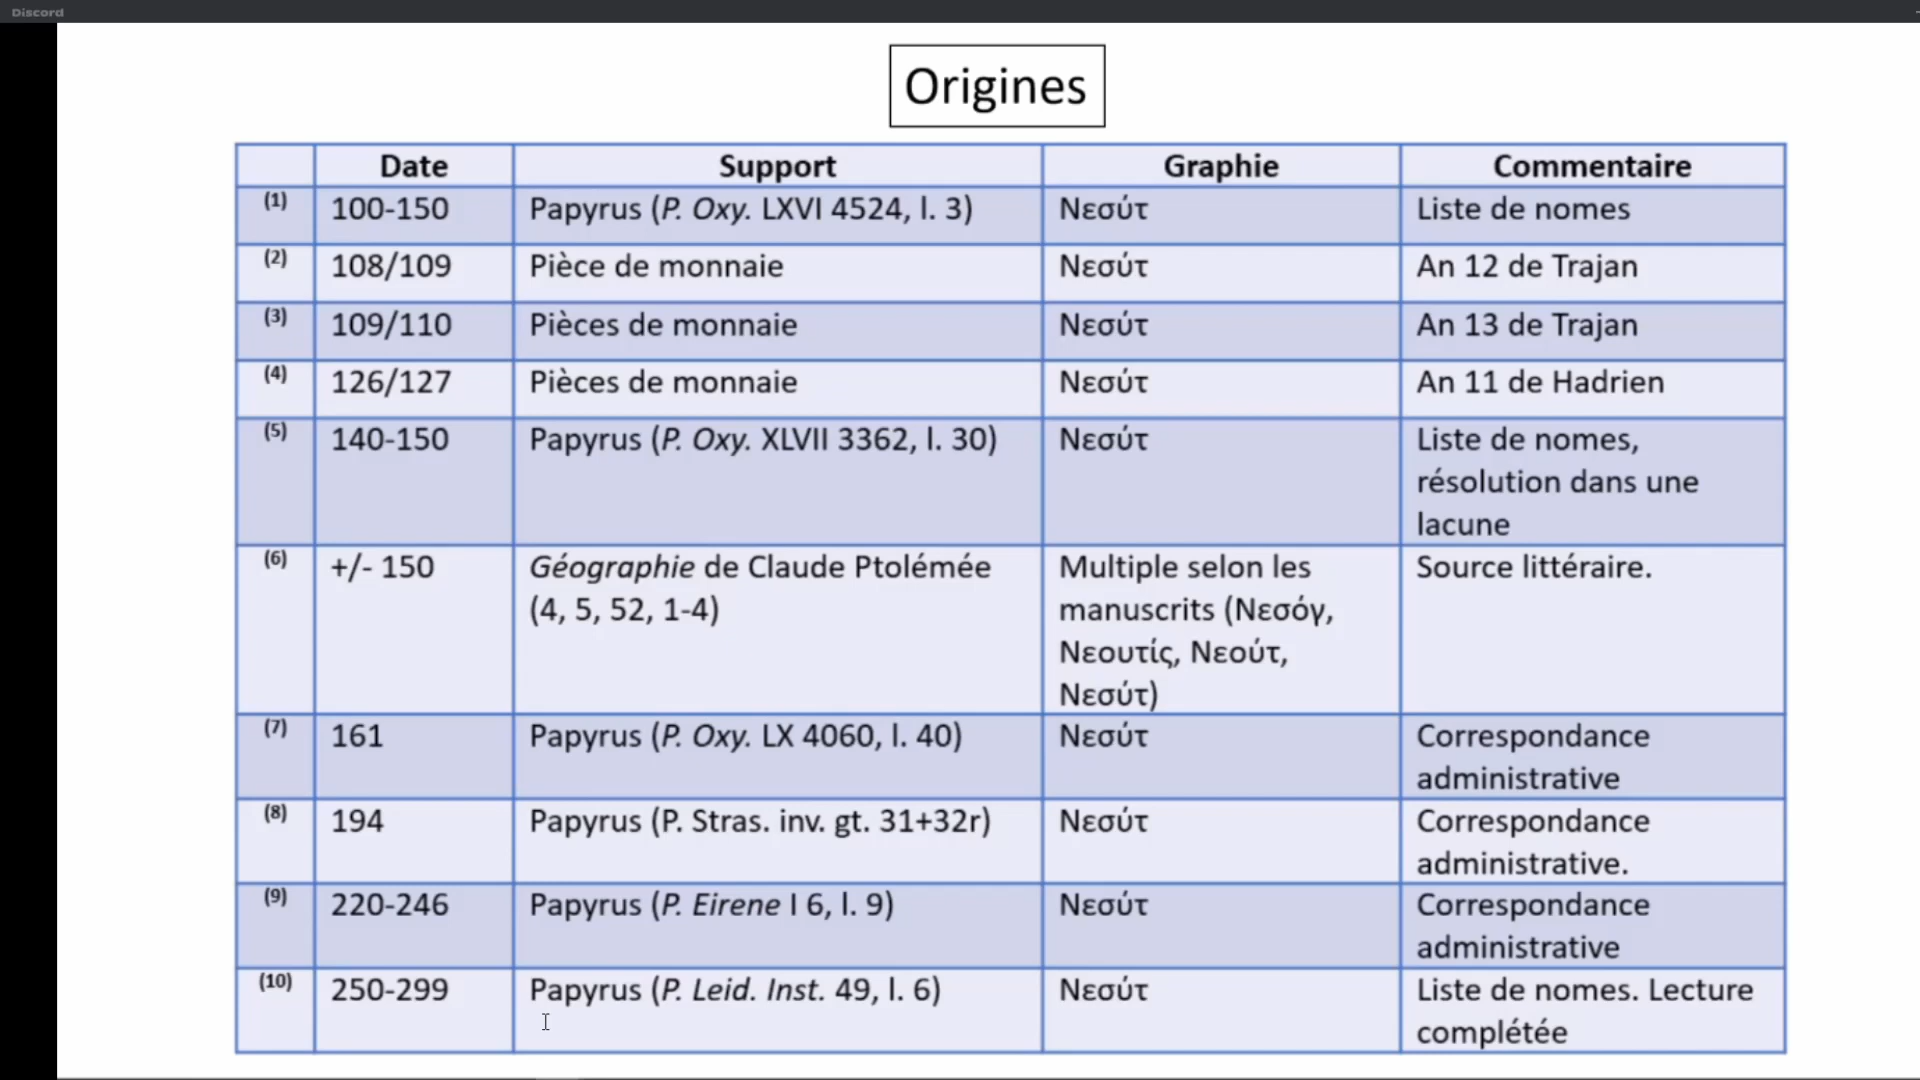 Discord
Origines
Date Support Graphie Commentaire
(1) 100-150 Papyrus (P. Oxy. LXVI 4524, l. 3) Νεσύτ Liste de nomes
(2) 108/109 Pièce de monnaie Νεσύτ An 12 de Trajan
(3) 109/110 Pièces de monnaie Νεσύτ An 13 de Trajan
(4) 126/127 Pièces de monnaie Νεσύτ An 11 de Hadrien
(5) 140-150 Papyrus (P. Oxy. XLVII 3362, l. 30) Νεσύτ Liste de nomes,
résolution dans une
lacune
(6) +/- 150 Géographie de Claude Ptolémée Multiple selon les Source littéraire.
(4, 5, 52, 1-4) manuscrits (Νεσόγ,
Νεουτίς, Νεούτ,
Νεσύτ)
(7) 161 Papyrus (P. Oxy. LX 4060, l. 40) Νεσύτ Correspondance
administrative
(8) 194 Papyrus (P. Stras. inv. gt. 31+32r) Νεσύτ Correspondance
administrative.
(9) 220-246 Papyrus (P. Eirene I 6, l. 9) Νεσύτ Correspondance
administrative
(10) 250-299 Papyrus (P. Leid. Inst. 49, l. 6) Νεσύτ Liste de nomes. Lecture
complétée